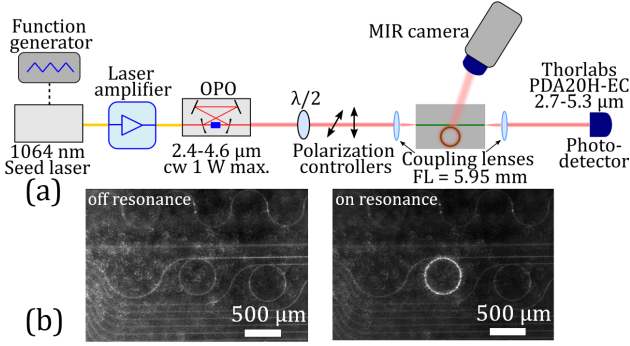 Function
generator
Laser
amplifier
OPO
λ/2
MIR camera
Thorlabs
PDA20H-EC
2.7-5.3 μm
1064 nm
Seed laser
2.4-4.6 μm
cw 1 W max.
Polarization
controllers
Coupling lenses
FL = 5.95 mm
Photo-
detector
(a)
off resonance
on resonance
(b)
500 μm
500 μm